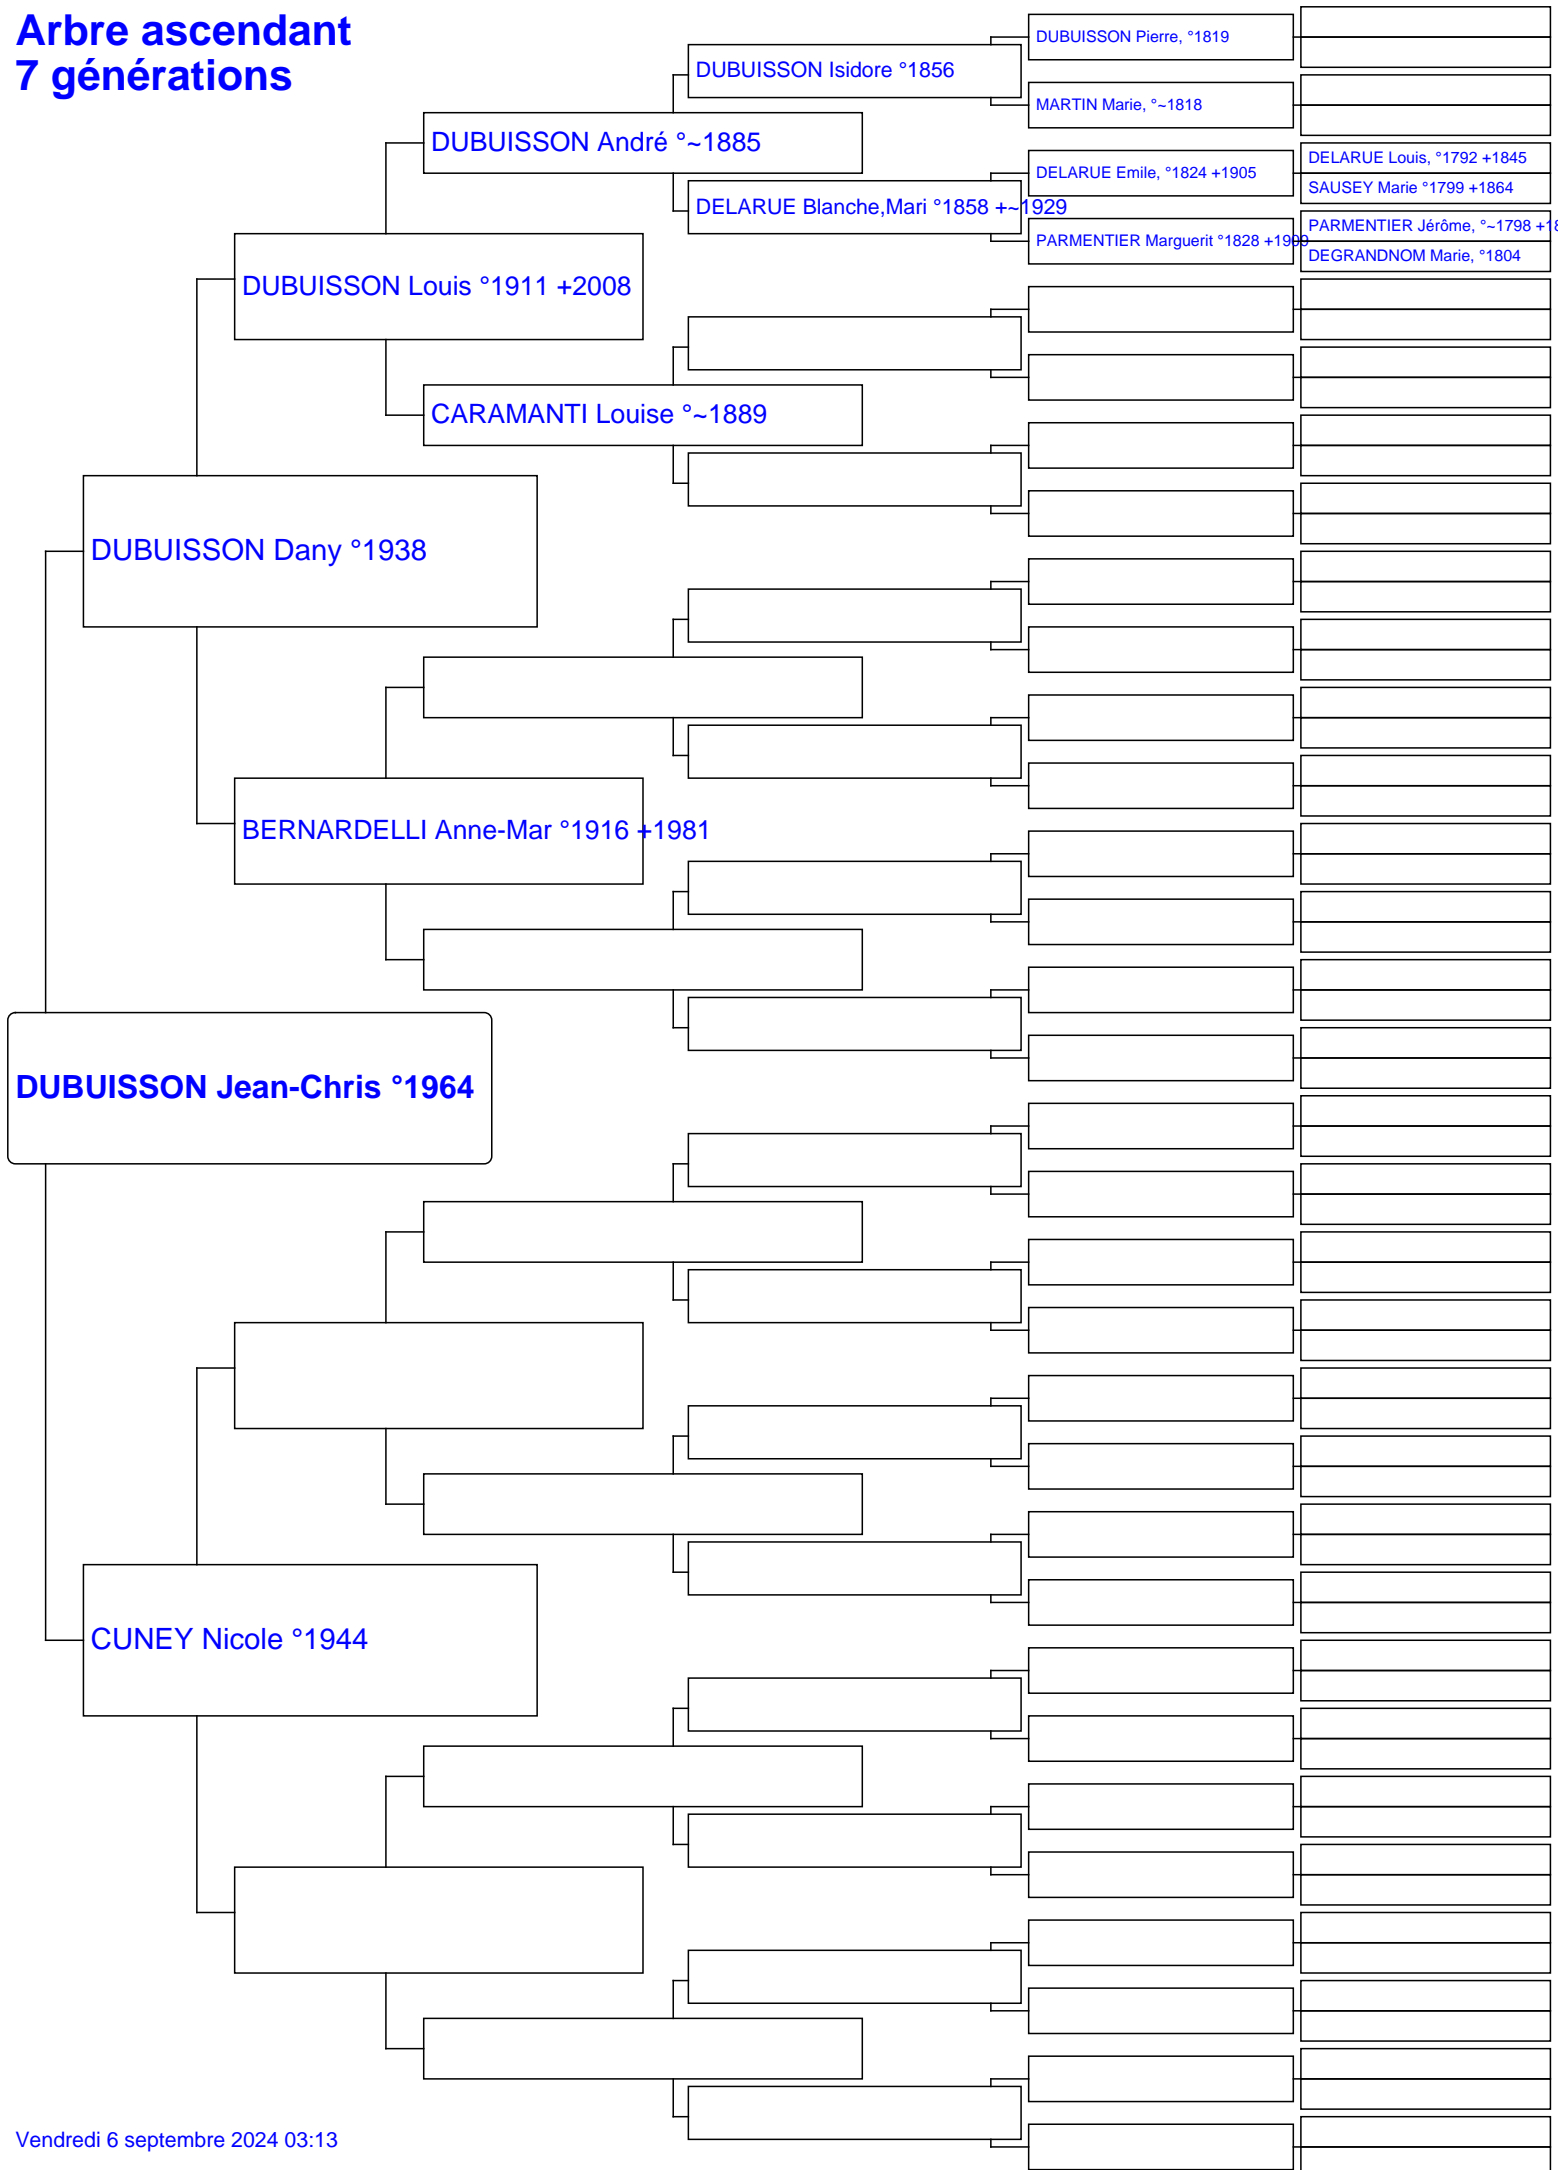 Arbre ascendant
7 générations
DUBUISSON Pierre, °1819
DUBUISSON Isidore °1856
MARTIN Marie, °~1818
DUBUISSON André °~1885
DELARUE Louis, °1792 +1845
DELARUE Emile, °1824 +1905
SAUSEY Marie °1799 +1864
DELARUE Blanche,Mari °1858 +~1929
PARMENTIER Jérôme, °~1798
PARMENTIER Marguerit °1828 +1909
DEGRANDNOM Marie, °1804
DUBUISSON Louis °1911 +2008
CARAMANTI Louise °~1889
DUBUISSON Dany °1938
BERNARDELLI Anne-Mar °1916 +1981
DUBUISSON Jean-Chris °1964
CUNEY Nicole °1944
Vendredi 6 septembre 2024 03:13